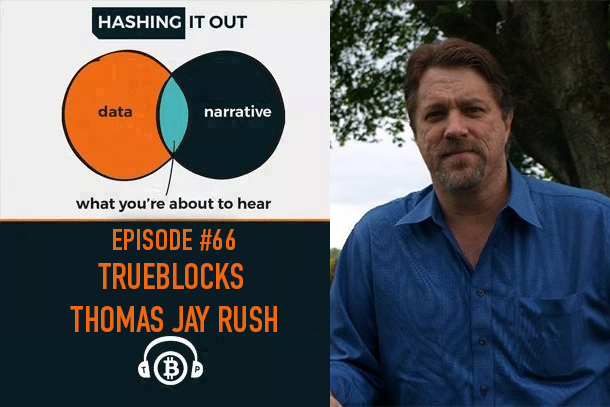 HASHING IT OUT
data
narrative
what you're about to hear
EPISODE #66
TRUEBLOCKS
THOMAS JAY RUSH
T B P